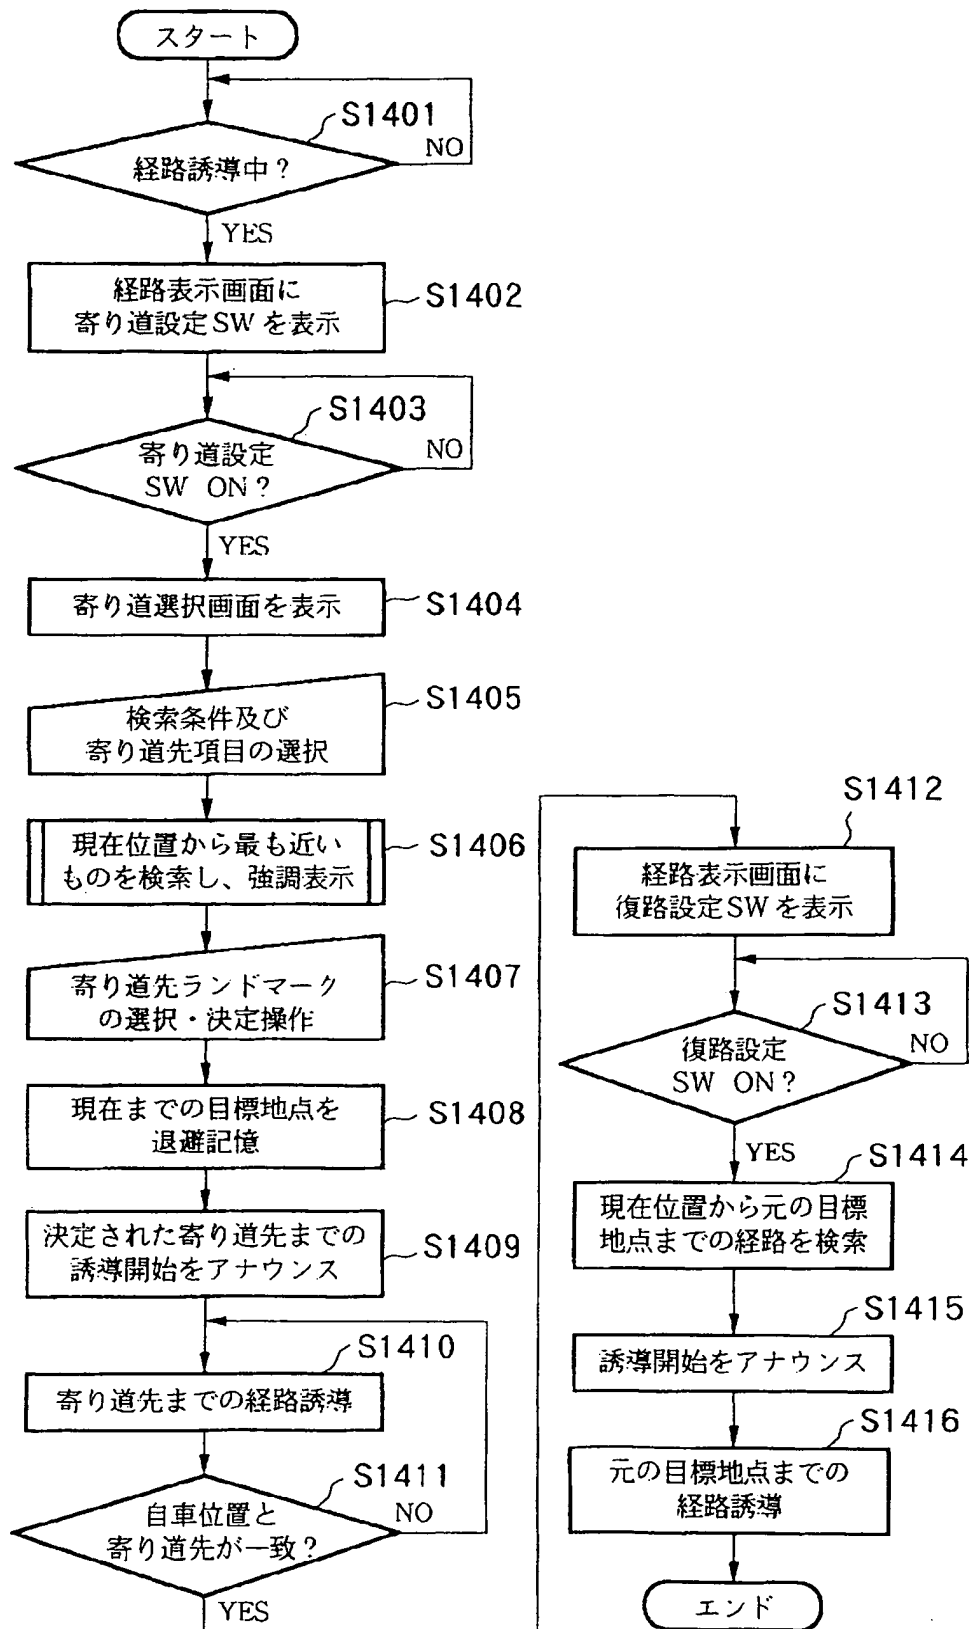 スタート
S1401
経路誘導中?
NO
YES
経路表示画面に
寄り道設定SWを表示
S1402
S1403
寄り道設定
SW ON?
NO
YES
寄り道選択画面を表示
S1404
S1405
検索条件及び
寄り道先項目の選択
現在位置から最も近い
ものを検索し、強調表示
S1406
寄り道先ランドマーク
の選択・決定操作
S1407
現在までの目標地点を
退避記憶
S1408
決定された寄り道先までの
誘導開始をアナウンス
S1409
S1410
寄り道先までの経路誘導
S1411
自車位置と
寄り道先が一致?
NO
YES
S1412
経路表示画面に
復路設定SWを表示
S1413
復路設定
SW ON?
NO
YES
S1414
現在位置から元の目標
地点までの経路を検索
S1415
誘導開始をアナウンス
S1416
元の目標地点までの
経路誘導
エンド